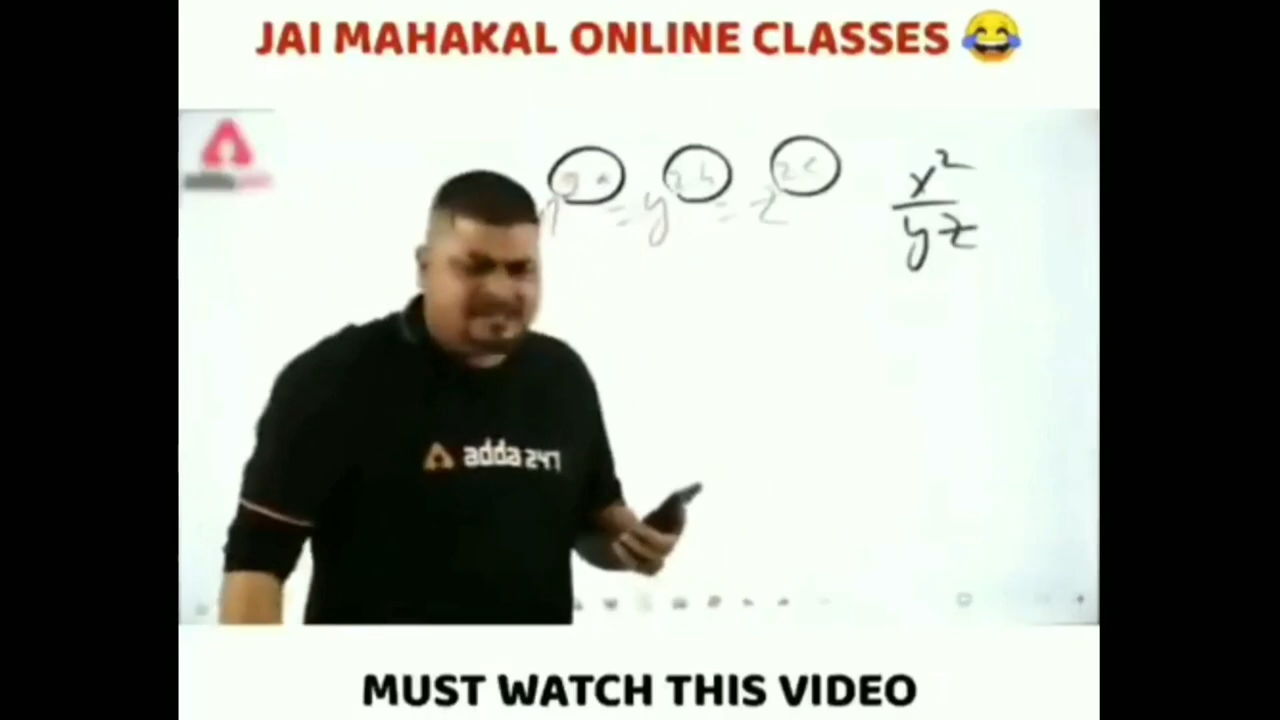 JAI MAHAKAL ONLINE CLASSES 😂
= y = z
x²
yz
adda 247
MUST WATCH THIS VIDEO